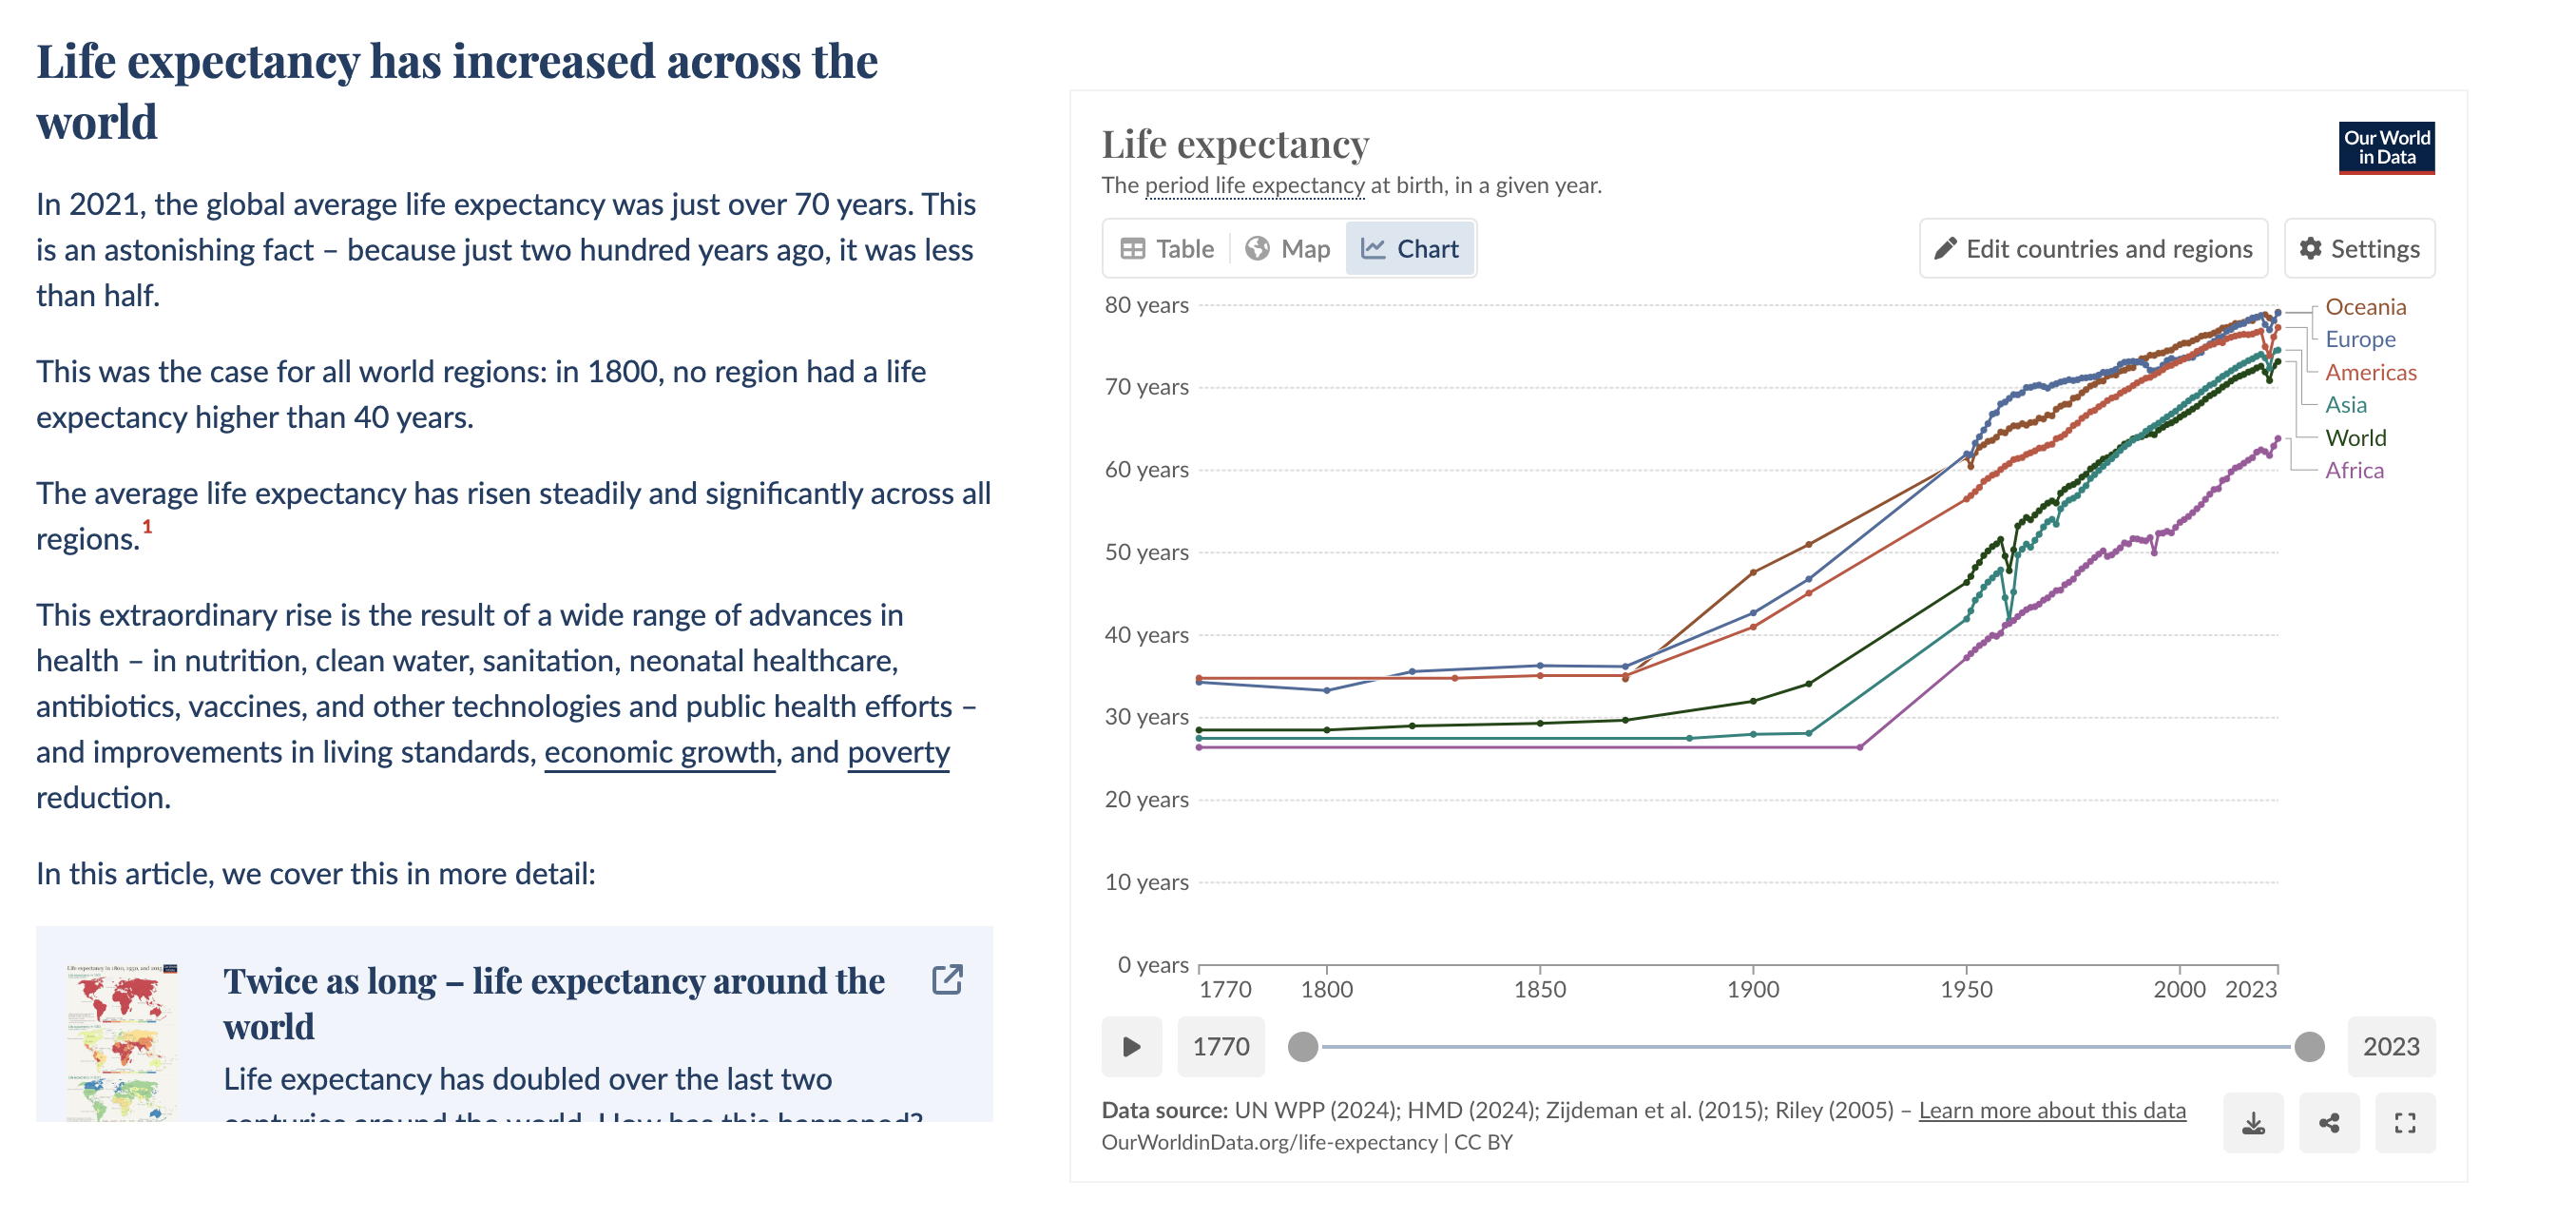 Life expectancy has increased across the
world
In 2021, the global average life expectancy was just over 70 years. This
is an astonishing fact – because just two hundred years ago, it was less
than half.
This was the case for all world regions: in 1800, no region had a life
expectancy higher than 40 years.
The average life expectancy has risen steadily and significantly across all
regions.1
This extraordinary rise is the result of a wide range of advances in
health – in nutrition, clean water, sanitation, neonatal healthcare,
antibiotics, vaccines, and other technologies and public health efforts –
and improvements in living standards, economic growth, and poverty
reduction.
In this article, we cover this in more detail:
Twice as long – life expectancy around the
world
Life expectancy has doubled over the last two
centuries around the world. How has this happened?
Life expectancy
The period life expectancy at birth, in a given year.
Our World
in Data
Table Map Chart
Edit countries and regions Settings
80 years
70 years
60 years
50 years
40 years
30 years
20 years
10 years
0 years
Oceania
Europe
Americas
Asia
World
Africa
1770 1800 1850 1900 1950 2000 2023
1770 2023
Data source: UN WPP (2024); HMD (2024); Zijdeman et al. (2015); Riley (2005) – Learn more about this data
OurWorldinData.org/life-expectancy | CC BY